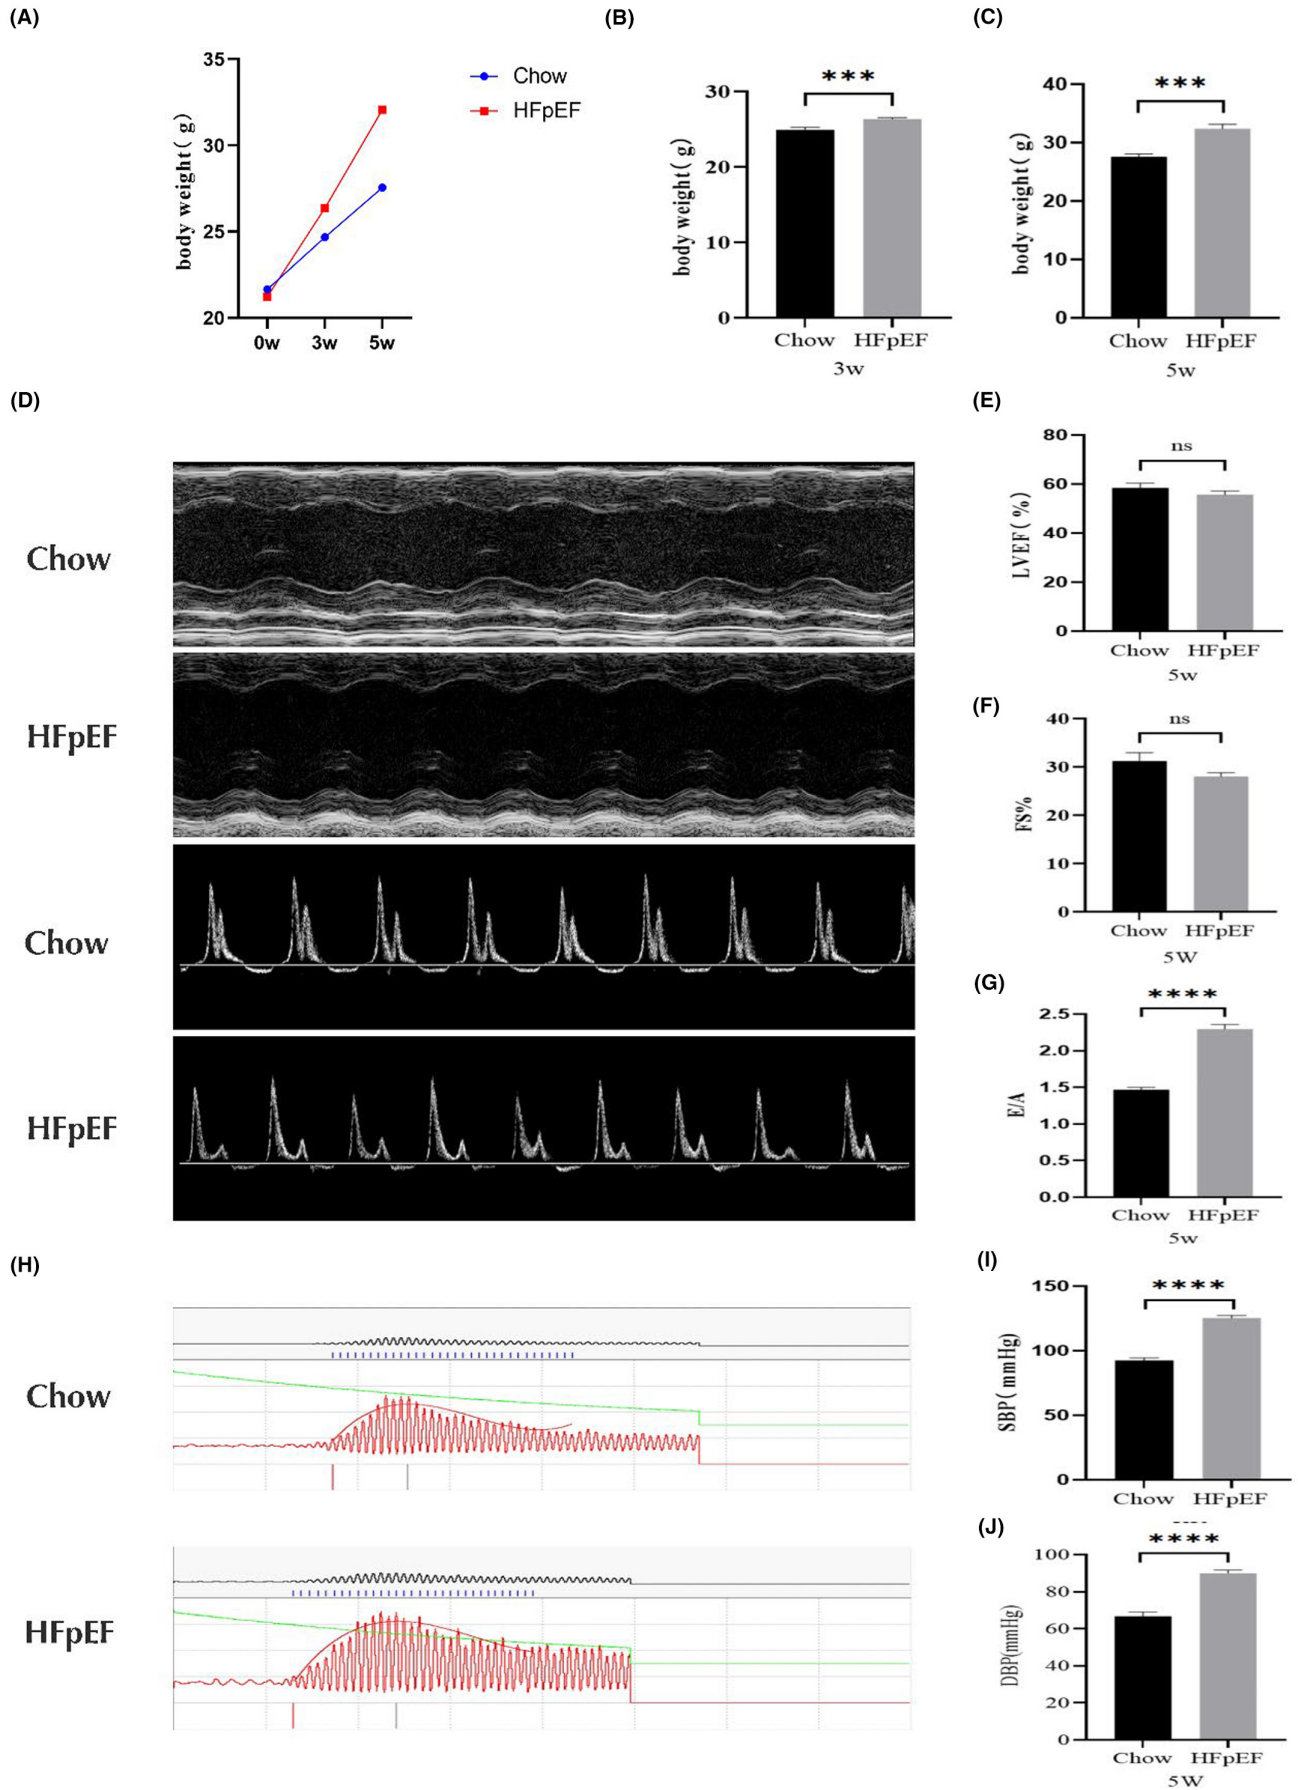 (A)
35
30
25
20
body weight( g)
0w 3w 5w
Chow
HFpEF
(B)
***
30
20
10
0
body weight( g)
Chow HFpEF
3w
(C)
***
40
30
20
10
0
body weight( g)
Chow HFpEF
5w
(D)
Chow
HFpEF
Chow
HFpEF
(E)
ns
80
60
40
20
0
LVEF( %)
Chow HFpEF
5w
(F)
ns
40
30
20
10
0
FS%
Chow HFpEF
5W
(G)
****
2.5
2.0
1.5
1.0
0.5
0.0
E/A
Chow HFpEF
5w
(H)
Chow
HFpEF
(I)
****
150
100
50
0
SBP( mmHg)
Chow HFpEF
(J)
****
100
80
60
40
20
0
DBP(mmHg)
Chow HFpEF
5W